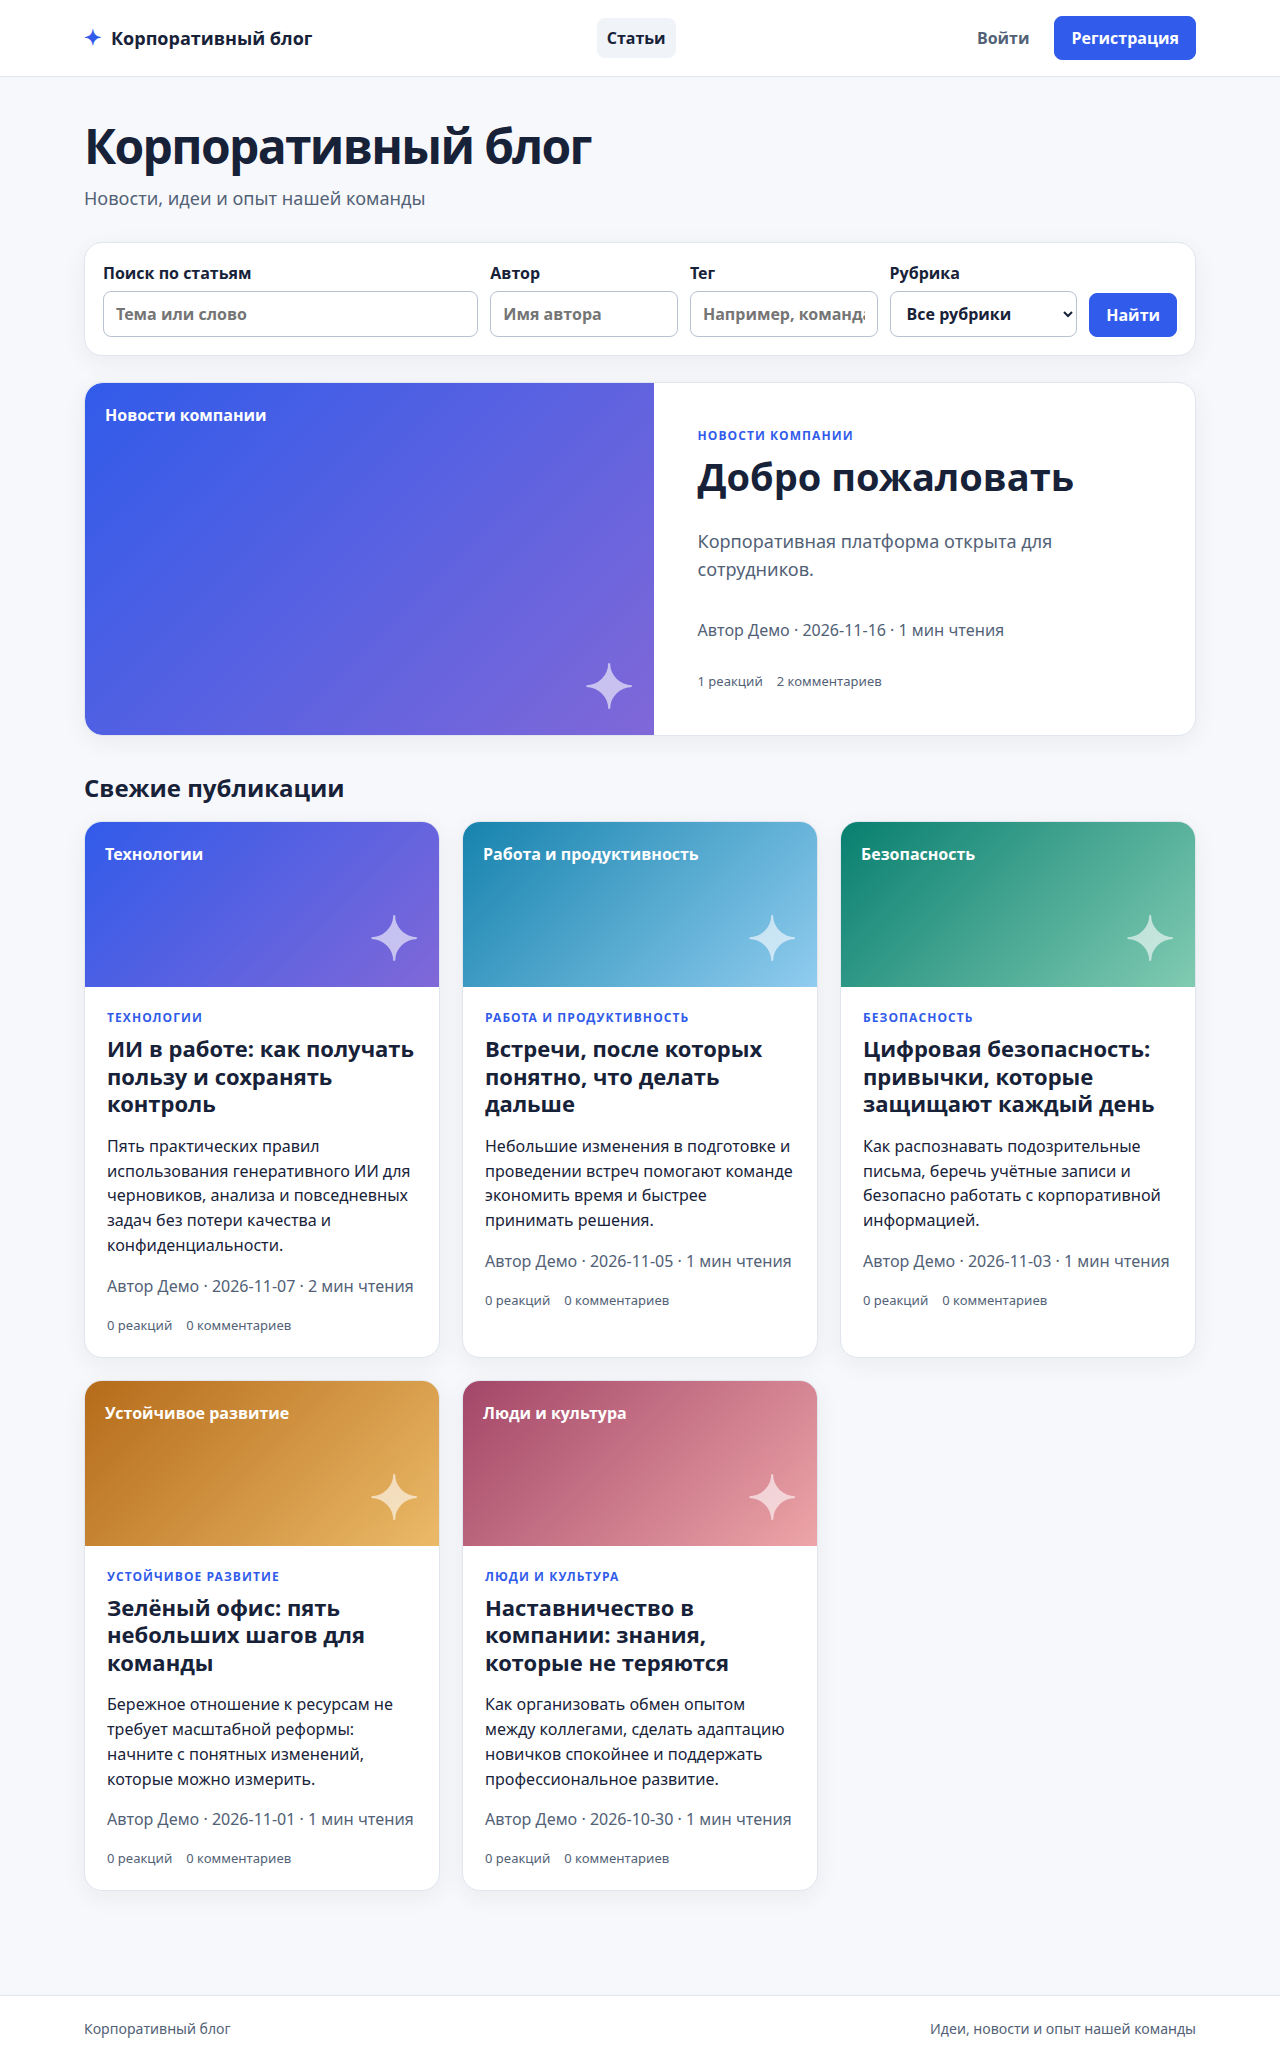 ✦ Корпоративный блог
Статьи
Войти
Регистрация
Корпоративный блог
Новости, идеи и опыт нашей команды
Поиск по статьям
Автор
Тег
Рубрика
Тема или слово
Имя автора
Например, команд
Все рубрики
Найти
Новости компании
НОВОСТИ КОМПАНИИ
Добро пожаловать
Корпоративная платформа открыта для
сотрудников.
Автор Демо · 2026-11-16 · 1 мин чтения
1 реакций 2 комментариев
Свежие публикации
Технологии
ТЕХНОЛОГИИ
ИИ в работе: как получать
пользу и сохранять
контроль
Пять практических правил
использования генеративного ИИ для
черновиков, анализа и повседневных
задач без потери качества и
конфиденциальности.
Автор Демо · 2026-11-07 · 2 мин чтения
0 реакций 0 комментариев
Работа и продуктивность
РАБОТА И ПРОДУКТИВНОСТЬ
Встречи, после которых
понятно, что делать
дальше
Небольшие изменения в подготовке и
проведении встреч помогают команде
экономить время и быстрее
принимать решения.
Автор Демо · 2026-11-05 · 1 мин чтения
0 реакций 0 комментариев
Безопасность
БЕЗОПАСНОСТЬ
Цифровая безопасность:
привычки, которые
защищают каждый день
Как распознавать подозрительные
письма, беречь учётные записи и
безопасно работать с корпоративной
информацией.
Автор Демо · 2026-11-03 · 1 мин чтения
0 реакций 0 комментариев
Устойчивое развитие
УСТОЙЧИВОЕ РАЗВИТИЕ
Зелёный офис: пять
небольших шагов для
команды
Бережное отношение к ресурсам не
требует масштабной реформы:
начните с понятных изменений,
которые можно измерить.
Автор Демо · 2026-11-01 · 1 мин чтения
0 реакций 0 комментариев
Люди и культура
ЛЮДИ И КУЛЬТУРА
Наставничество в
компании: знания,
которые не теряются
Как организовать обмен опытом
между коллегами, сделать адаптацию
новичков спокойнее и поддержать
профессиональное развитие.
Автор Демо · 2026-10-30 · 1 мин чтения
0 реакций 0 комментариев
Корпоративный блог
Идеи, новости и опыт нашей команды